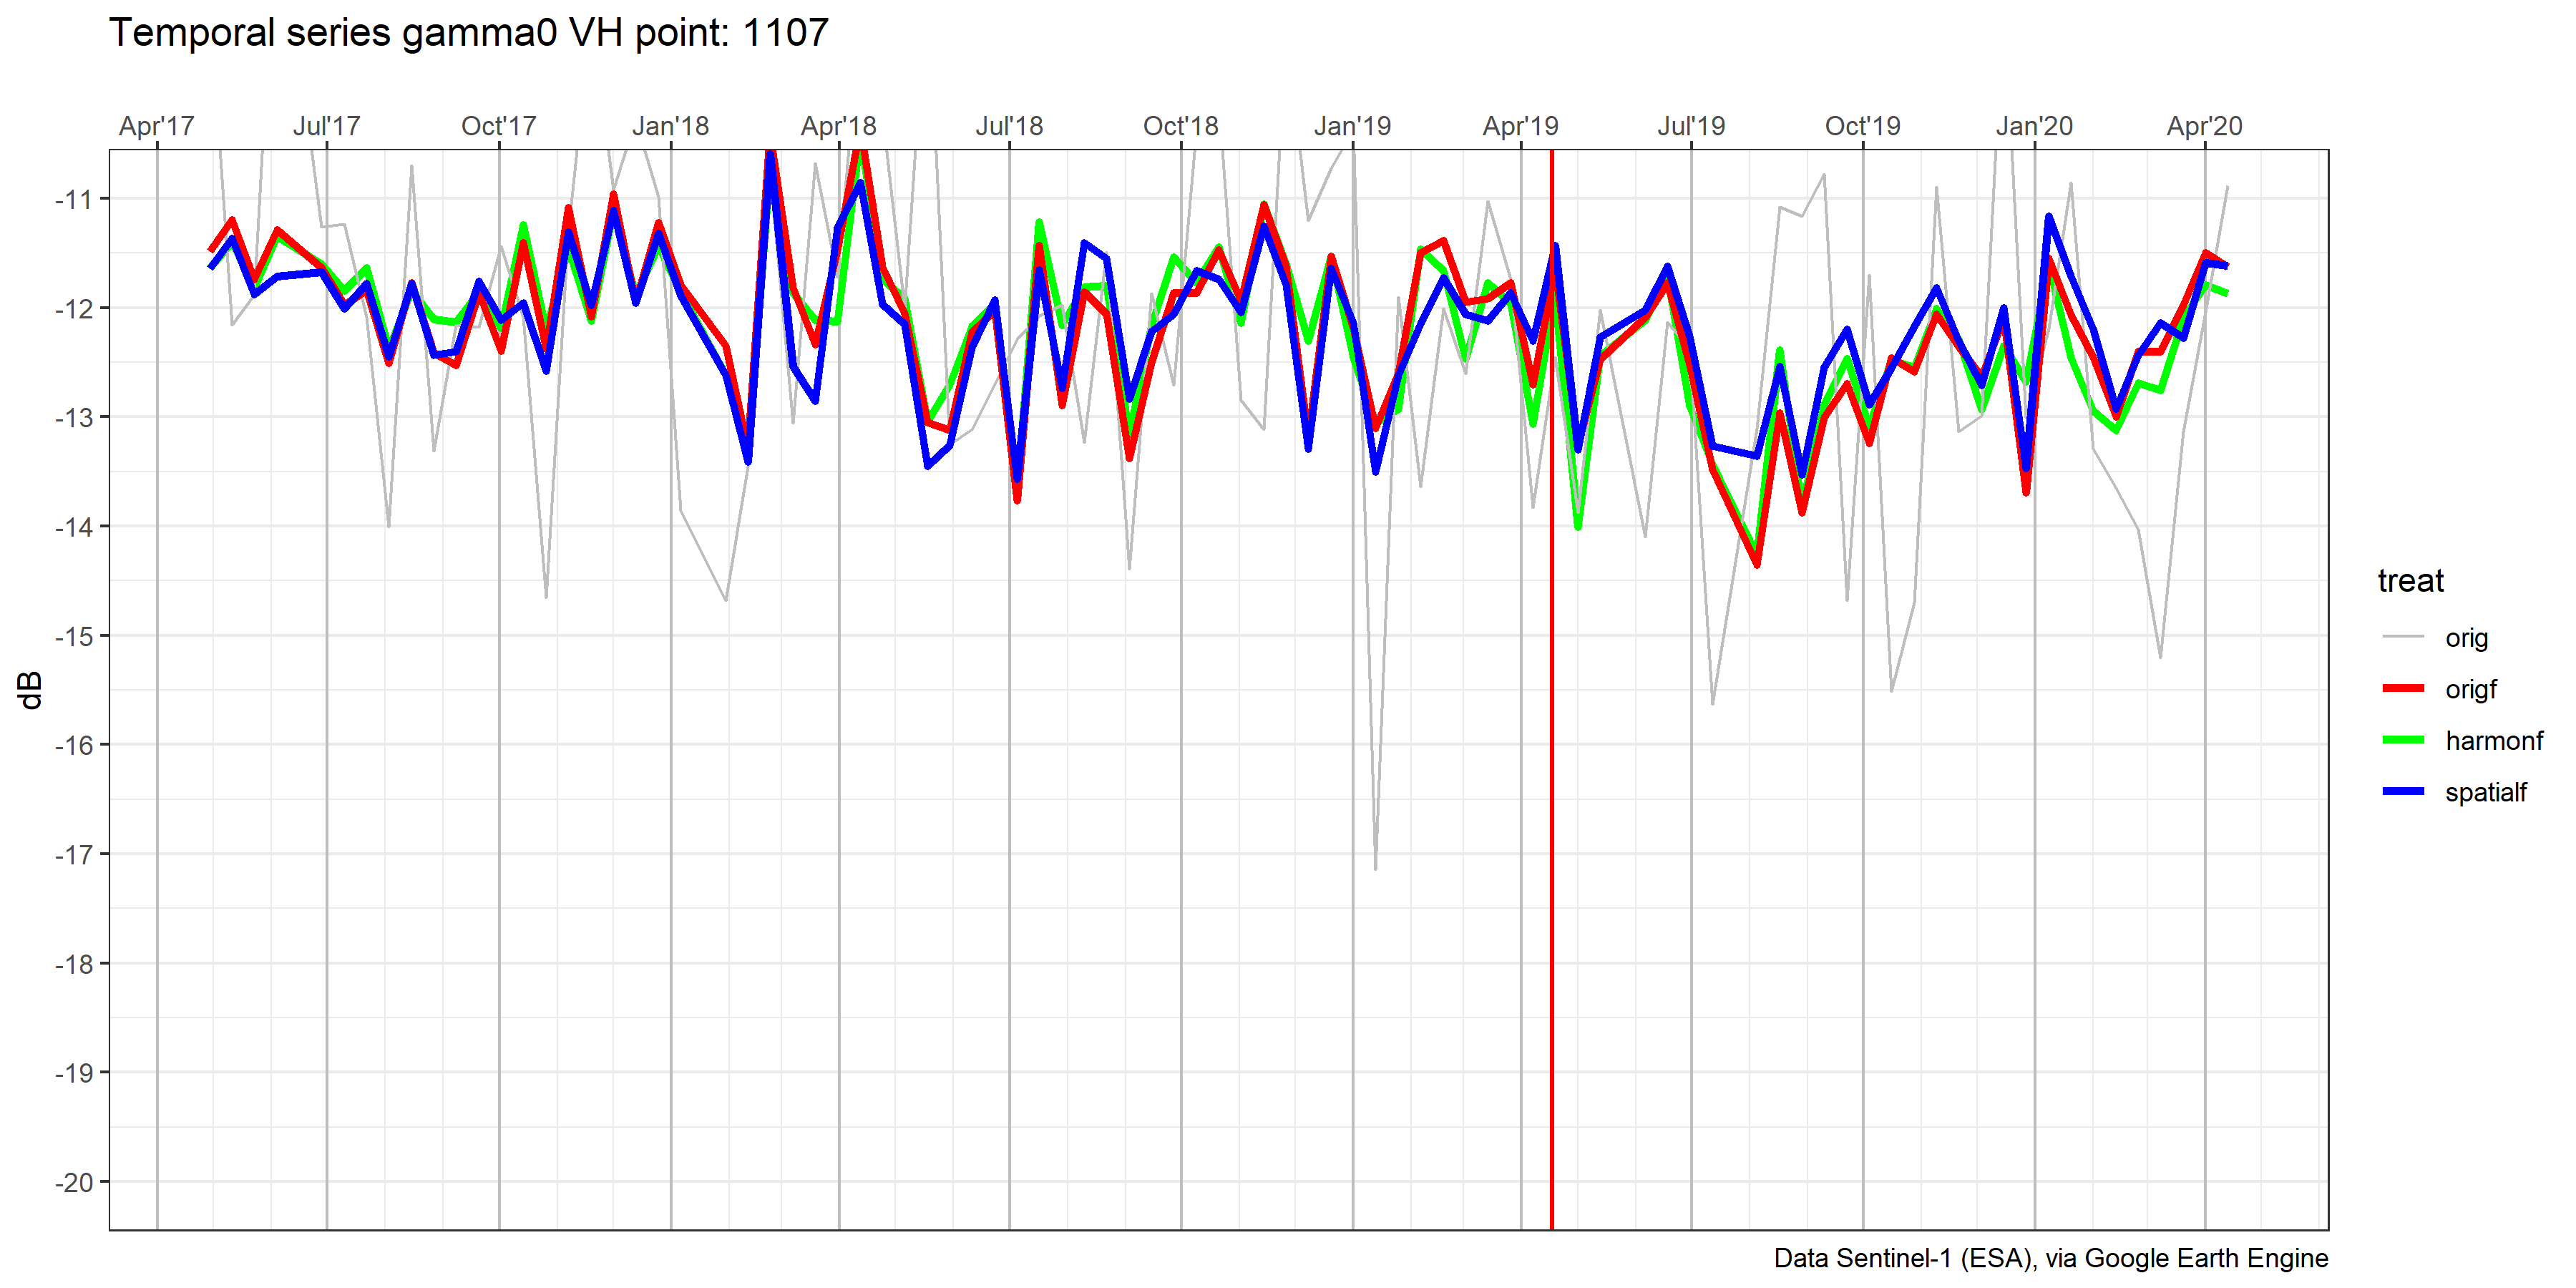 Temporal series gamma0 VH point: 1107
Apr'17 Jul'17 Oct'17 Jan'18 Apr'18 Jul'18 Oct'18 Jan'19 Apr'19 Jul'19 Oct'19 Jan'20 Apr'20
-11
-12
-13
-14
-15
-16
-17
-18
-19
-20
dB
treat
orig
origf
harmonf
spatialf
Data Sentinel-1 (ESA), via Google Earth Engine